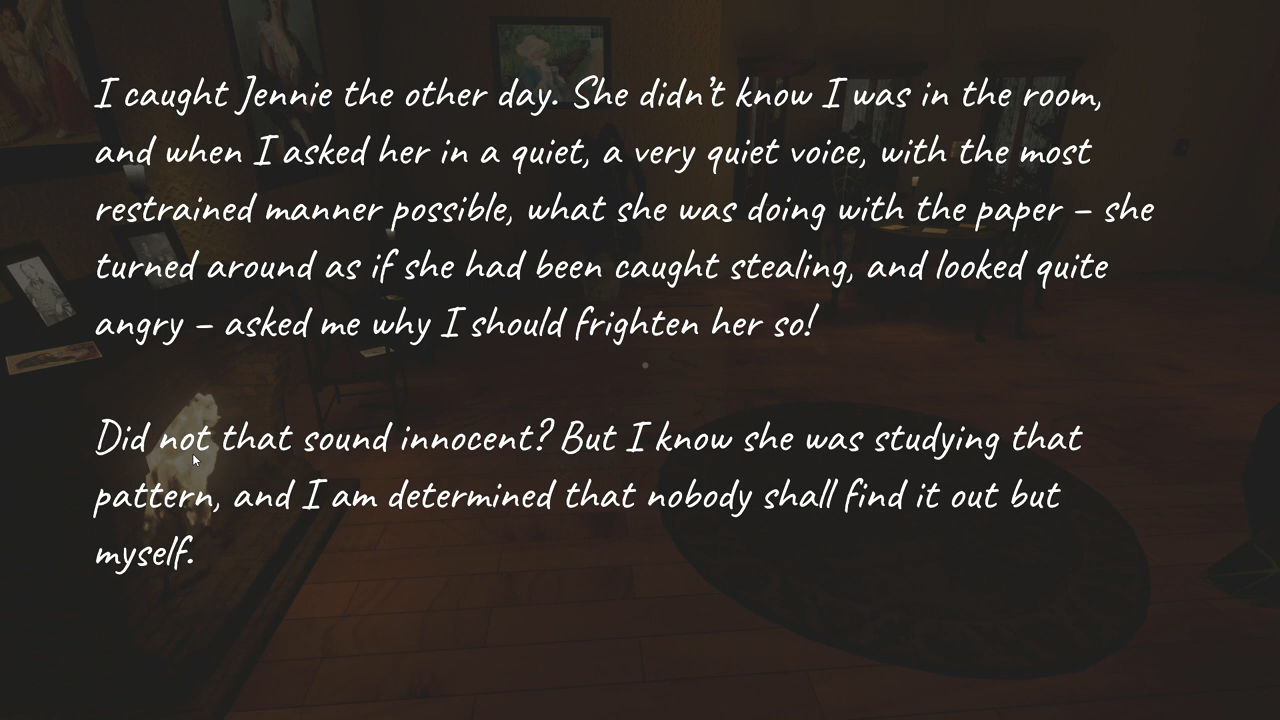 I caught Jennie the other day. She didn't know I was in the room,
and when I asked her in a quiet, a very quiet voice, with the most
restrained manner possible, what she was doing with the paper – she
turned around as if she had been caught stealing, and looked quite
angry – asked me why I should frighten her so!
Did not that sound innocent? But I know she was studying that
pattern, and I am determined that nobody shall find it out but
myself.